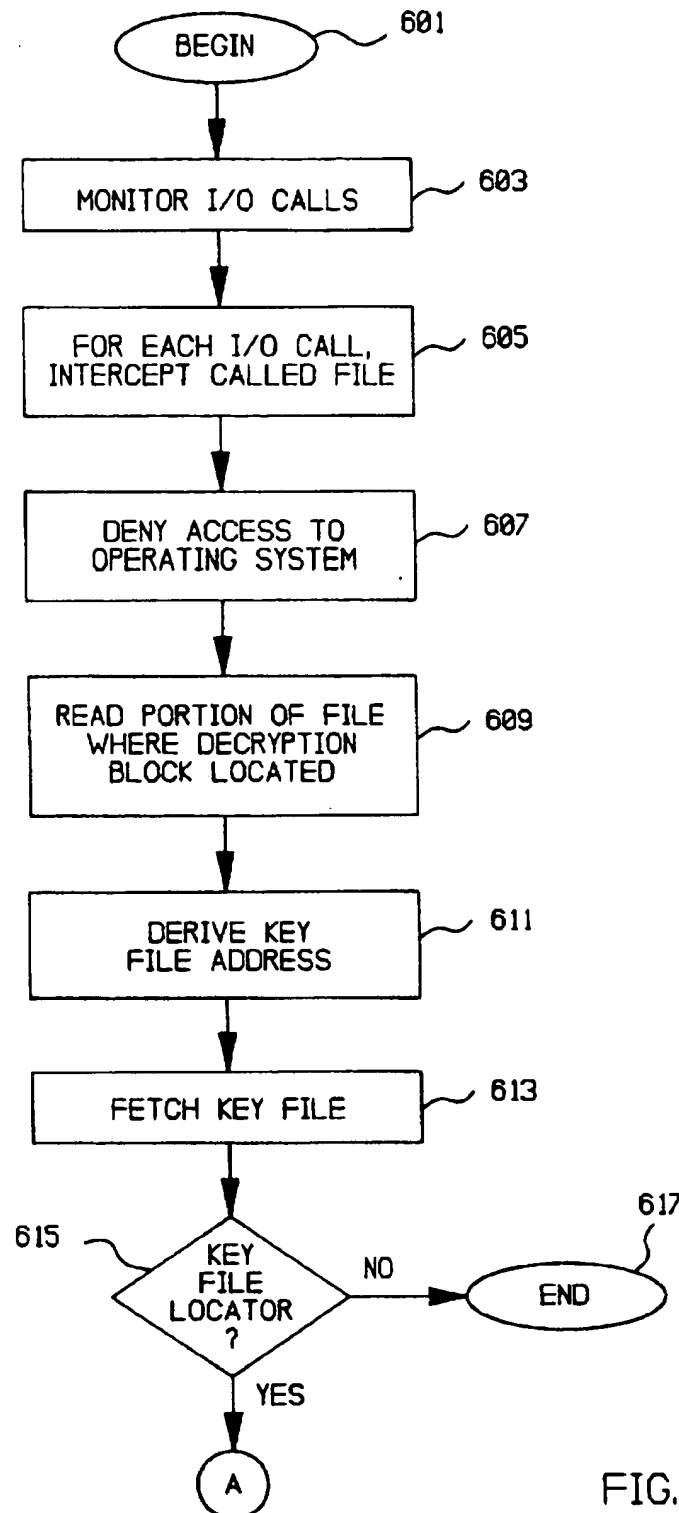 BEGIN
601
MONITOR I/O CALLS
603
FOR EACH I/O CALL,
INTERCEPT CALLED FILE
605
DENY ACCESS TO
OPERATING SYSTEM
607
READ PORTION OF FILE
WHERE DECRYPTION
BLOCK LOCATED
609
DERIVE KEY
FILE ADDRESS
611
FETCH KEY FILE
613
615
KEY
FILE
LOCATOR
?
NO
617
END
YES
A
FIG.